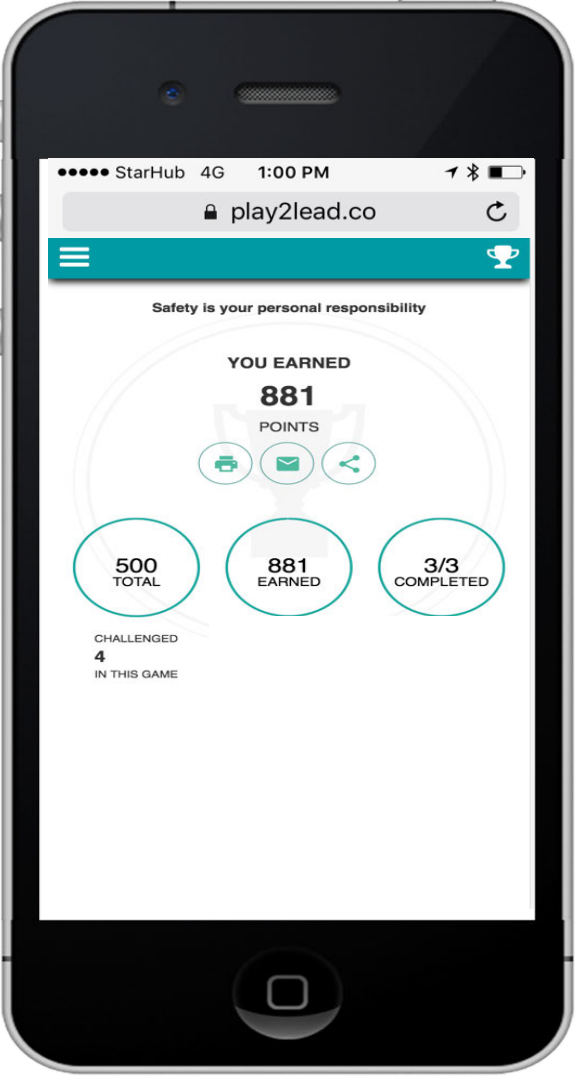 StarHub 4G 1:00 PM
play2lead.co
Safety is your personal responsibility
YOU EARNED
881
POINTS
500 881 3/3
TOTAL EARNED COMPLETED
CHALLENGED
4
IN THIS GAME